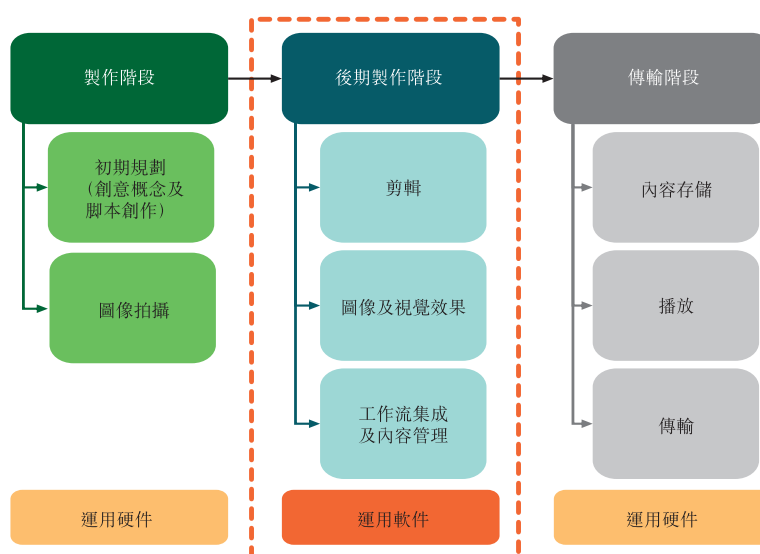 製作階段
初期規劃
(創意概念及
脚本創作)
圖像拍攝
運用硬件
後期製作階段
剪輯
圖像及視覺效果
工作流集成
及內容管理
運用軟件
傳輸階段
內容存儲
播放
傳輸
運用硬件